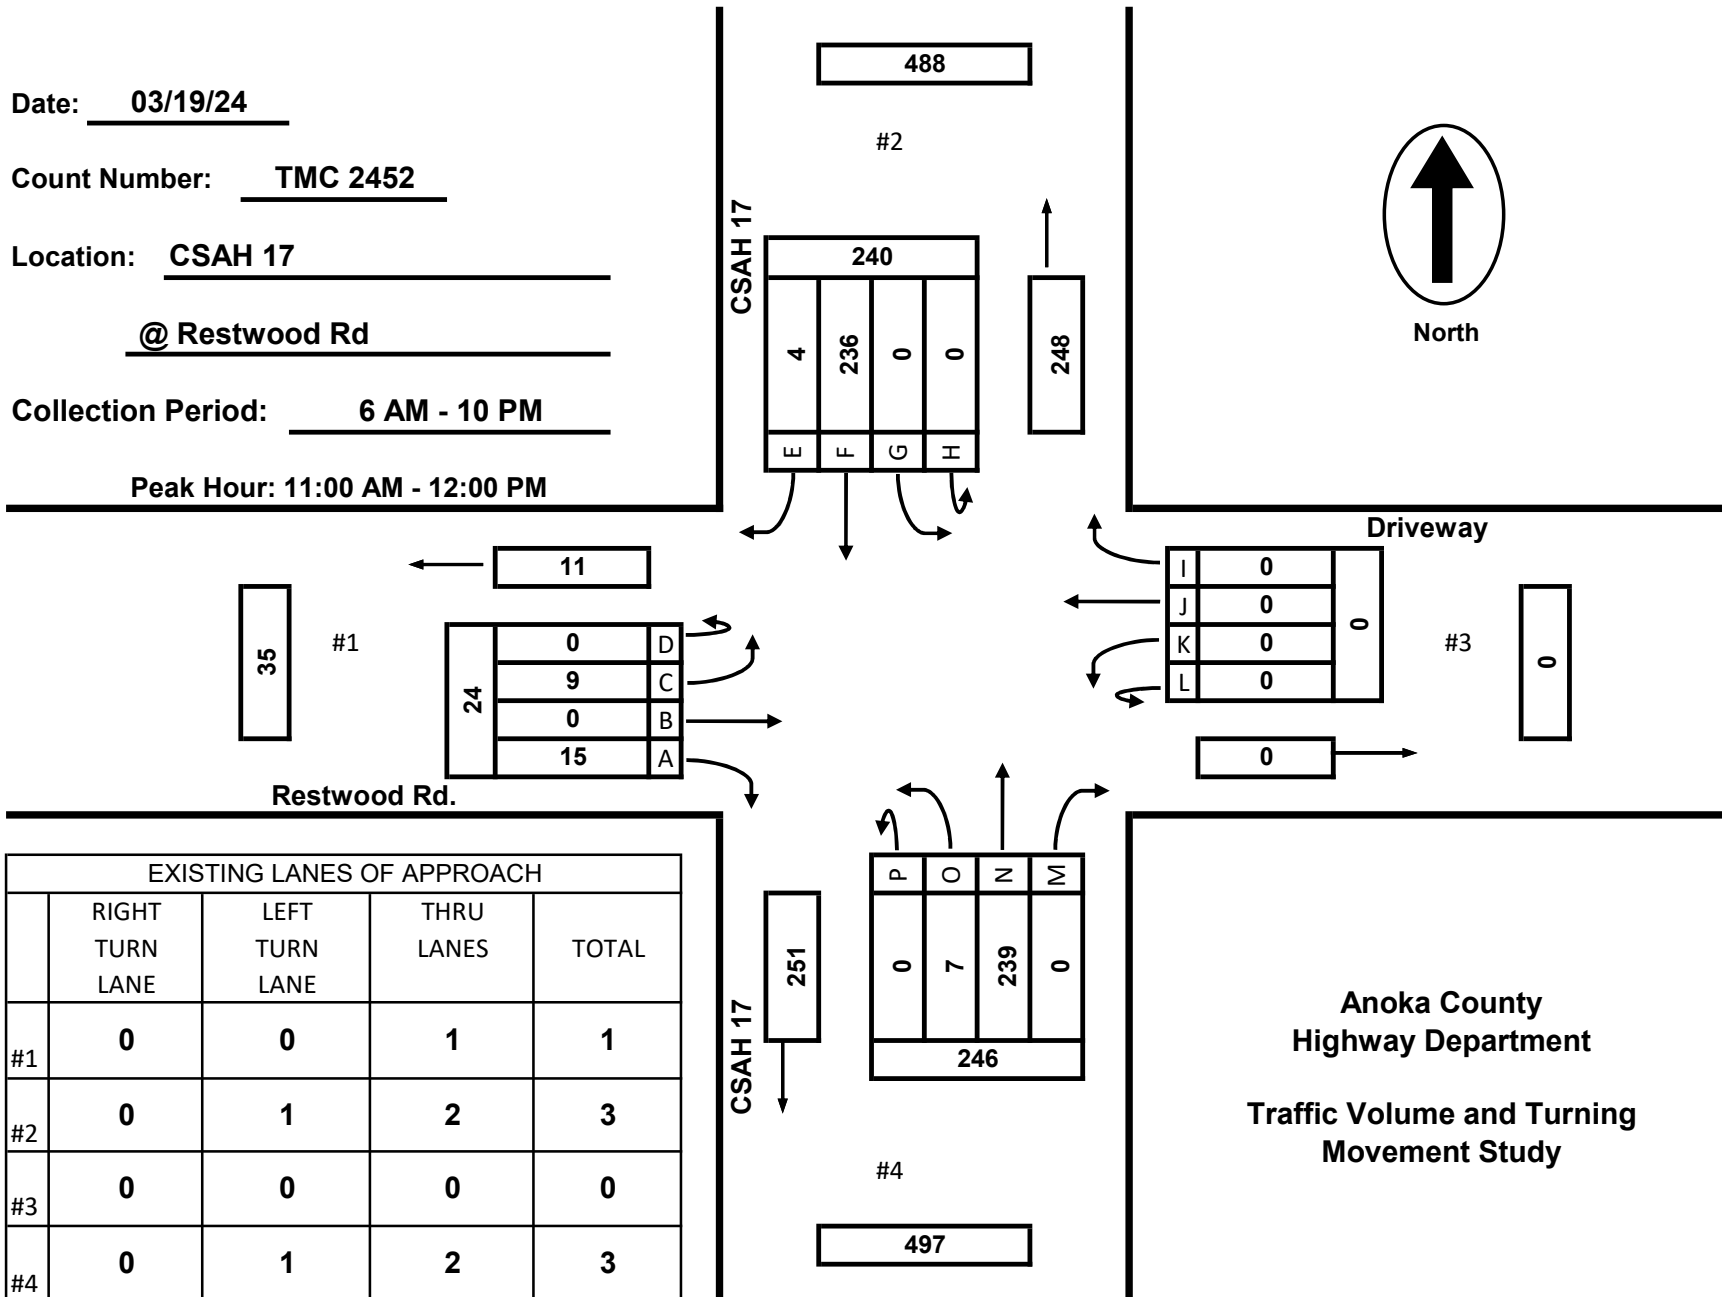 Date: 03/19/24
Count Number: TMC 2452
Location: CSAH 17
@ Restwood Rd
Collection Period: 6 AM - 10 PM
Peak Hour: 11:00 AM - 12:00 PM
488
#2
CSAH 17
240
4 236 0 0
E F G H
248
North
Driveway
11
35
#1
24
0 D
9 C
0 B
15 A
Restwood Rd.
I 0
J 0
K 0
L 0
0
#3
0
0
P O N M
0 7 239 0
246
251
CSAH 17
#4
497
EXISTING LANES OF APPROACH
RIGHT TURN LANE
LEFT TURN LANE
THRU LANES
TOTAL
#1 0 0 1 1
#2 0 1 2 3
#3 0 0 0 0
#4 0 1 2 3
Anoka County
Highway Department
Traffic Volume and Turning
Movement Study